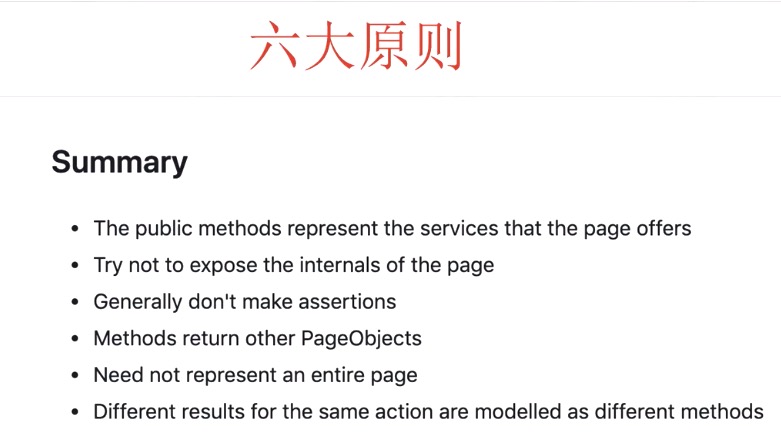 六大原则
Summary
• The public methods represent the services that the page offers
• Try not to expose the internals of the page
• Generally don't make assertions
• Methods return other PageObjects
• Need not represent an entire page
• Different results for the same action are modelled as different methods